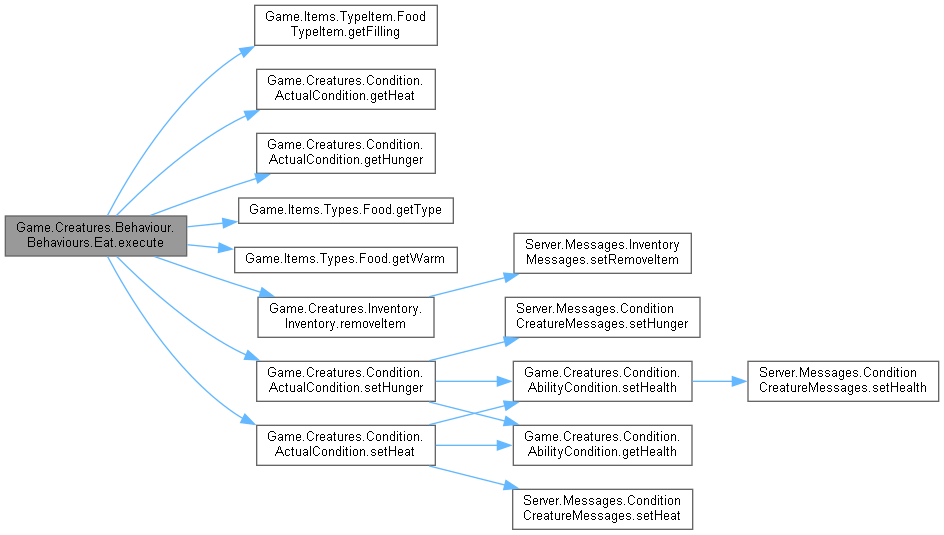 Game.Creatures.Behaviour.
Behaviours.Eat.execute
Game.Items.TypeItem.Food
TypeItem.getFilling
Game.Creatures.Condition.
ActualCondition.getHeat
Game.Creatures.Condition.
ActualCondition.getHunger
Game.Items.Types.Food.getType
Game.Items.Types.Food.getWarm
Game.Creatures.Inventory.
Inventory.removeItem
Game.Creatures.Condition.
ActualCondition.setHunger
Game.Creatures.Condition.
ActualCondition.setHeat
Server.Messages.Inventory
Messages.setRemoveItem
Server.Messages.Condition
CreatureMessages.setHunger
Game.Creatures.Condition.
AbilityCondition.setHealth
Game.Creatures.Condition.
AbilityCondition.getHealth
Server.Messages.Condition
CreatureMessages.setHeat
Server.Messages.Condition
CreatureMessages.setHealth